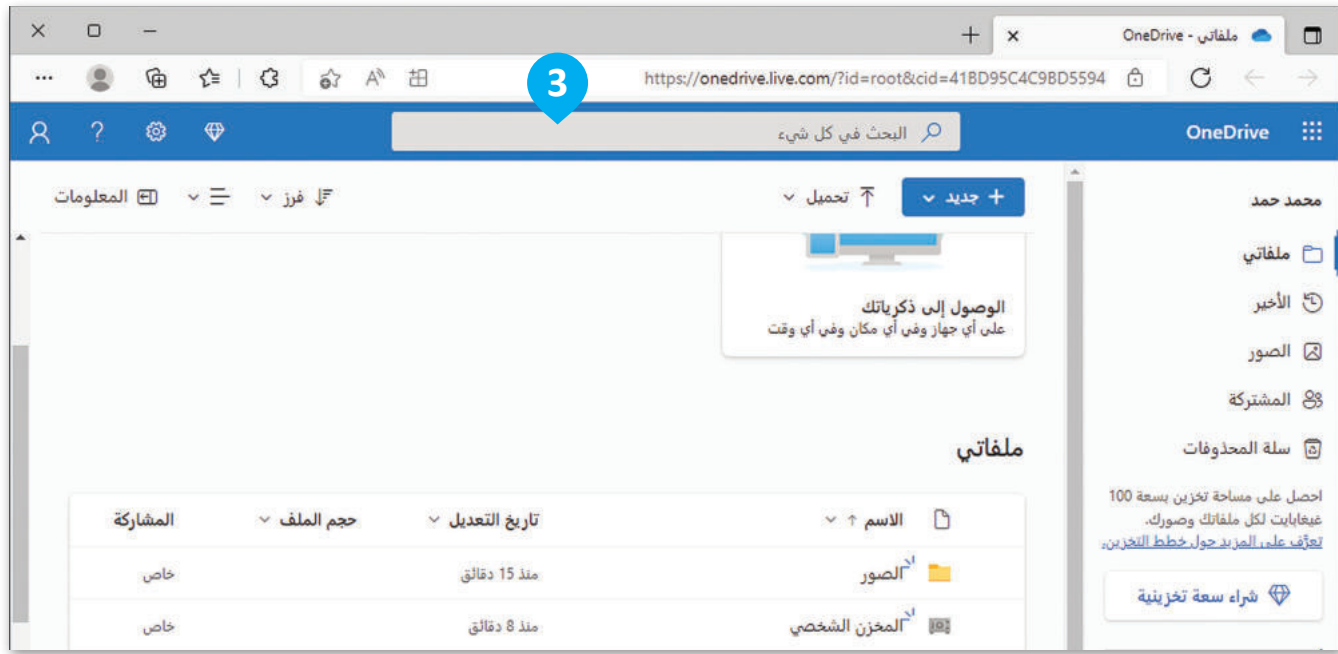 ملفاتي - OneDrive
https://onedrive.live.com/?id=root&cid=41BD95C4C9BD5594
3
OneDrive
البحث في كل شيء
?
محمد حمد
ملفاتي
الأخير
الصور
المشتركة
سلة المحذوفات
احصل على مساحة تخزين بسعة 100
غيغابايت لكل ملفاتك وصورك.
تعرَّف على المزيد حول خطط التخزين.
شراء سعة تخزينية
+ جديد
تحميل
فرز
المعلومات
الوصول إلى ذكرياتك
على أي جهاز وفي أي مكان وفي أي وقت
ملفاتي
الاسم ↑ تاريخ التعديل حجم الملف المشاركة
الصور منذ 15 دقائق خاص
المخزن الشخصي منذ 8 دقائق خاص